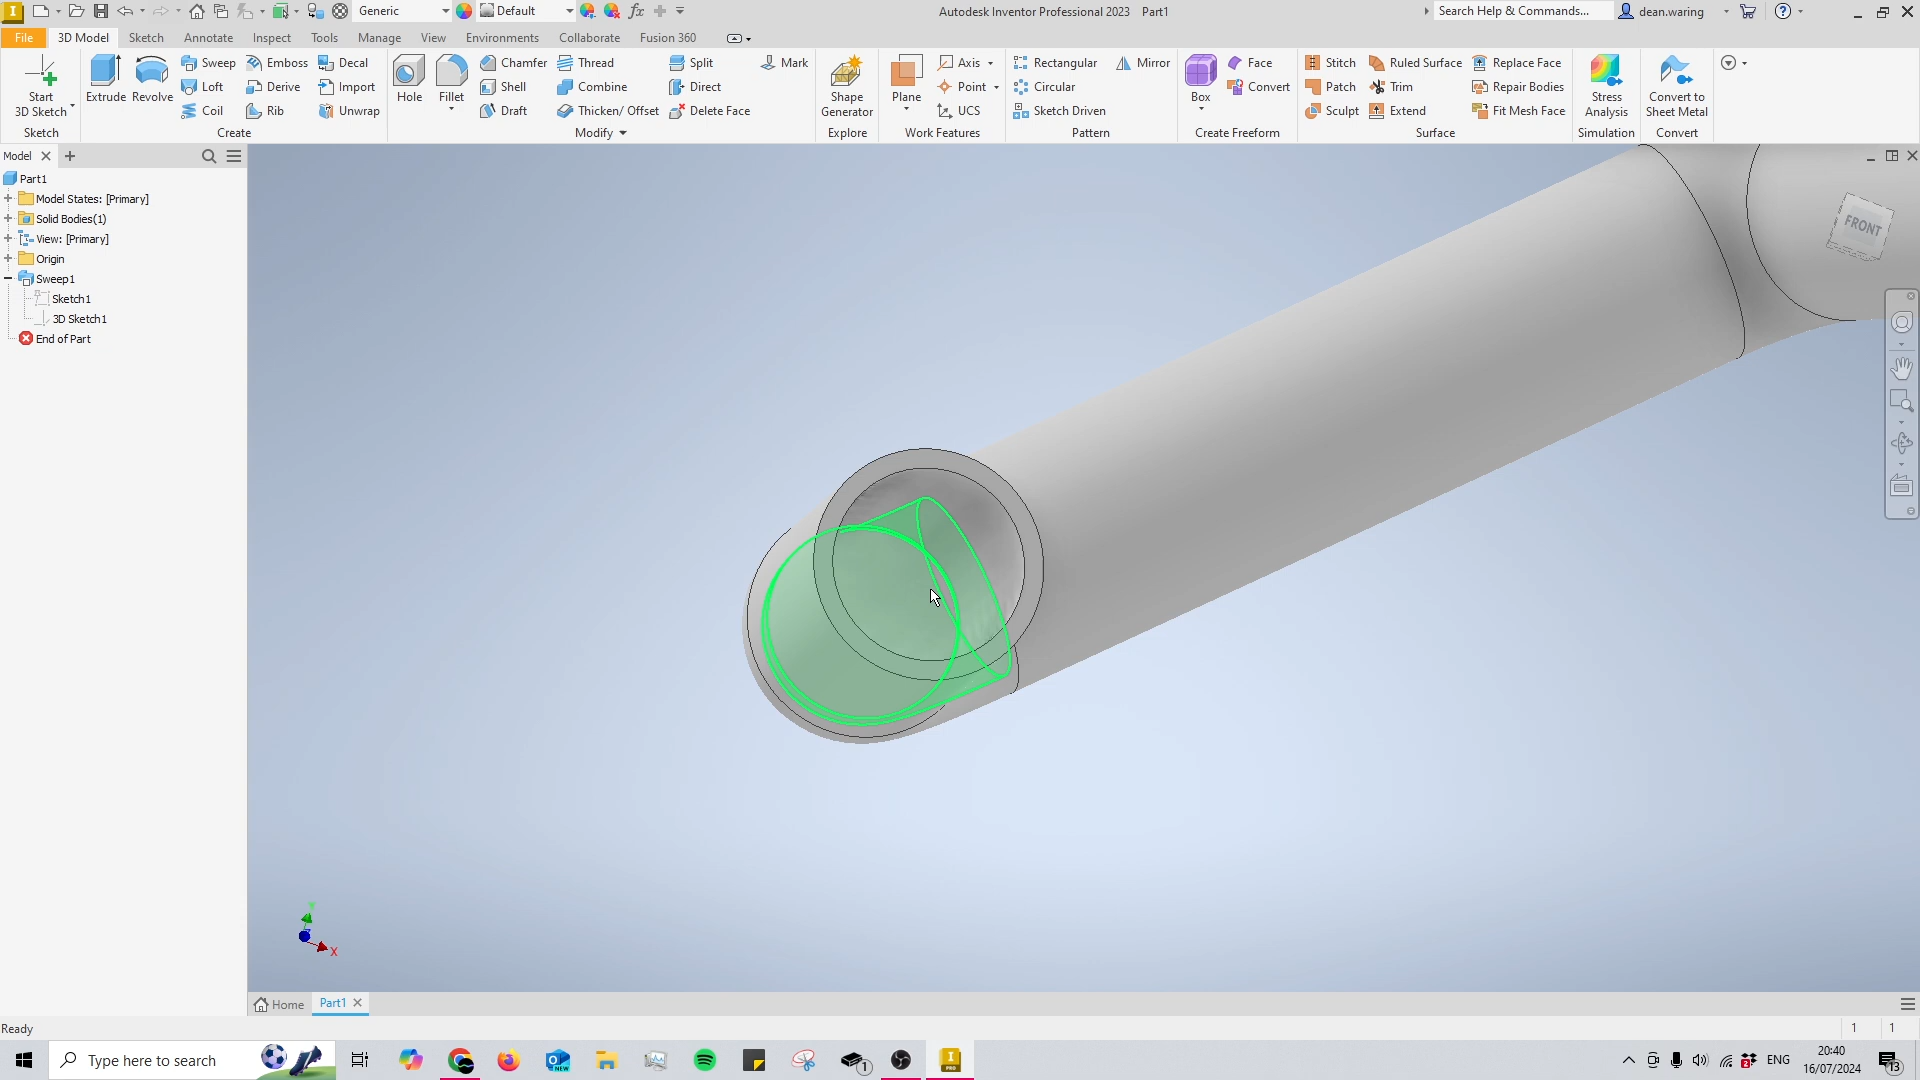 Generic
Default
Autodesk Inventor Professional 2023 Part1
Search Help & Commands...
dean.waring
File
3D Model
Sketch
Annotate
Inspect
Tools
Manage
View
Environments
Collaborate
Fusion 360
Start
3D Sketch
Sketch
Extrude
Revolve
Sweep
Loft
Coil
Emboss
Derive
Rib
Decal
Import
Unwrap
Create
Hole
Fillet
Chamfer
Shell
Draft
Thread
Combine
Thicken/ Offset
Split
Direct
Delete Face
Mark
Modify
Shape
Generator
Explore
Plane
Axis
Point
UCS
Work Features
Rectangular
Circular
Sketch Driven
Mirror
Pattern
Box
Face
Convert
Create Freeform
Stitch
Patch
Sculpt
Ruled Surface
Trim
Extend
Replace Face
Repair Bodies
Fit Mesh Face
Surface
Stress
Analysis
Simulation
Convert to
Sheet Metal
Convert
Model
Part1
Model States: [Primary]
Solid Bodies(1)
View: [Primary]
Origin
Sweep1
Sketch1
3D Sketch1
End of Part
FRONT
Y
X
Home
Part1
Ready
1
1
Type here to search
ENG
20:40
16/07/2024
13